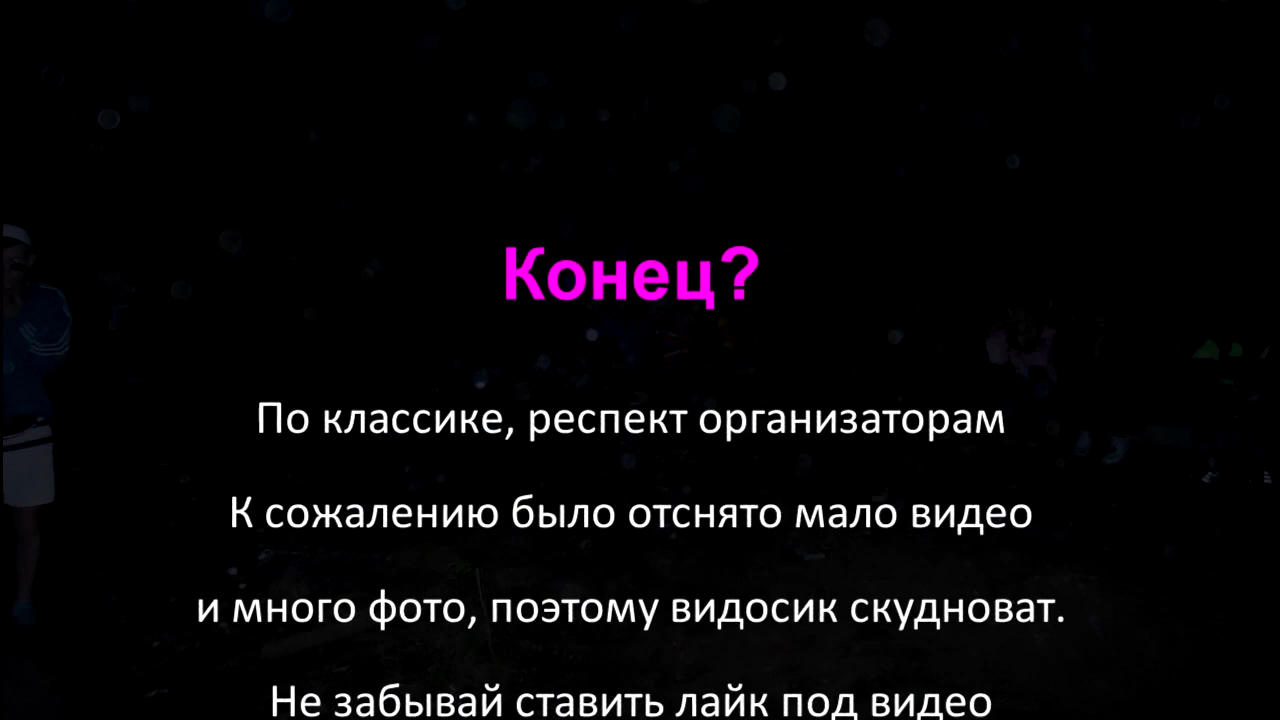 Конец?
По классике, респект организаторам
К сожалению было отснято мало видео
и много фото, поэтому видосик скудноват.
Не забывай ставить лайк под видео